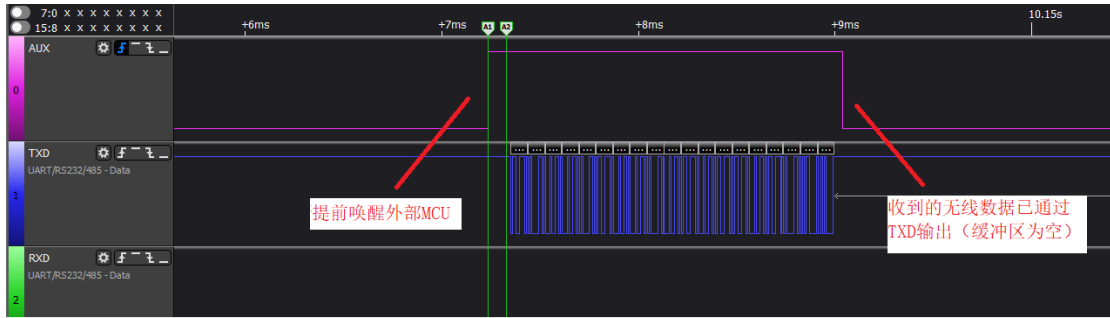 7:0 x x x x x x x x
15:8 x x x x x x x x
+6ms
+7ms
A1
A2
+8ms
+9ms
10.15s
AUX
0
提前唤醒外部MCU
收到的无线数据已通过
TXD输出（缓冲区为空）
TXD
UART/RS232/485 - Data
1
... ... ... ... ... ... ... ... ... ... ... ... ... ... ... ... ... ... ...
RXD
UART/RS232/485 - Data
2